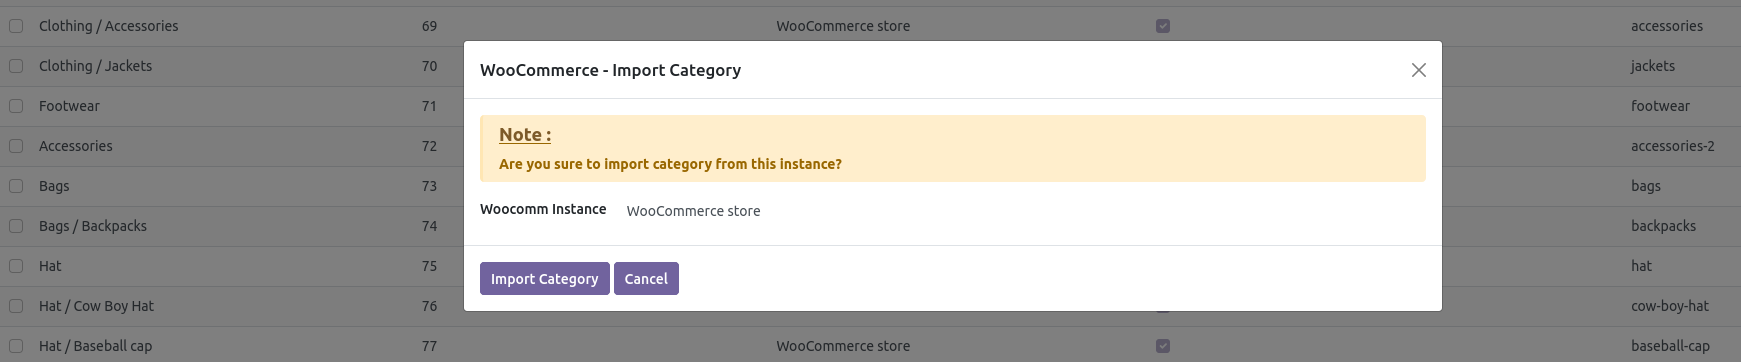 Clothing / Accessories 69 WooCommerce store accessories
WooCommerce - Import Category
Clothing / Jackets 70 jackets
Footwear 71 footwear
Note :
Accessories 72 accessories-2
Are you sure to import category from this instance?
Bags 73 bags
Woocomm Instance WooCommerce store
Bags / Backpacks 74 backpacks
Hat 75 hat
Import Category Cancel
Hat / Cow Boy Hat 76 cow-boy-hat
Hat / Baseball cap 77 WooCommerce store baseball-cap